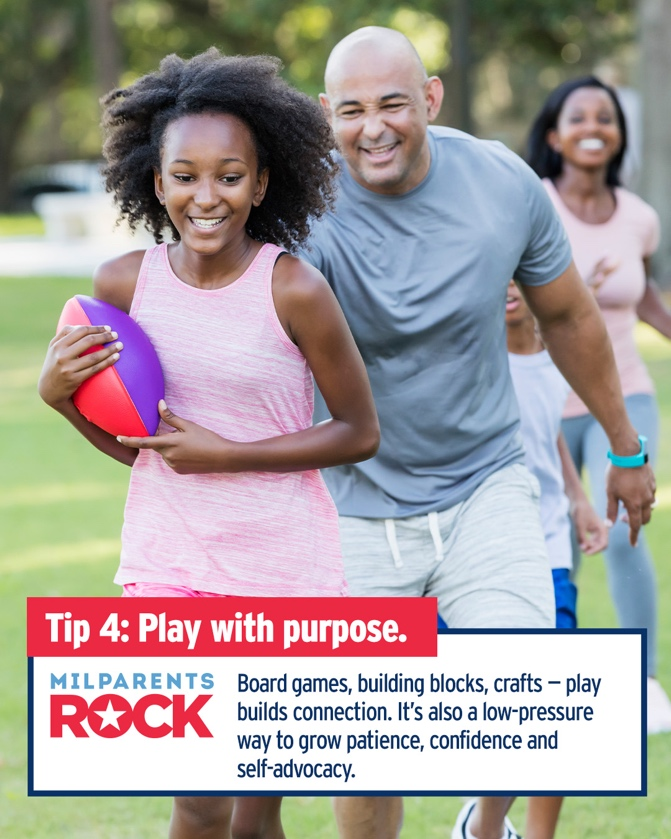 Tip 4: Play with purpose.
MILPARENTS
ROCK
Board games, building blocks, crafts — play
builds connection. It's also a low-pressure
way to grow patience, confidence and
self-advocacy.